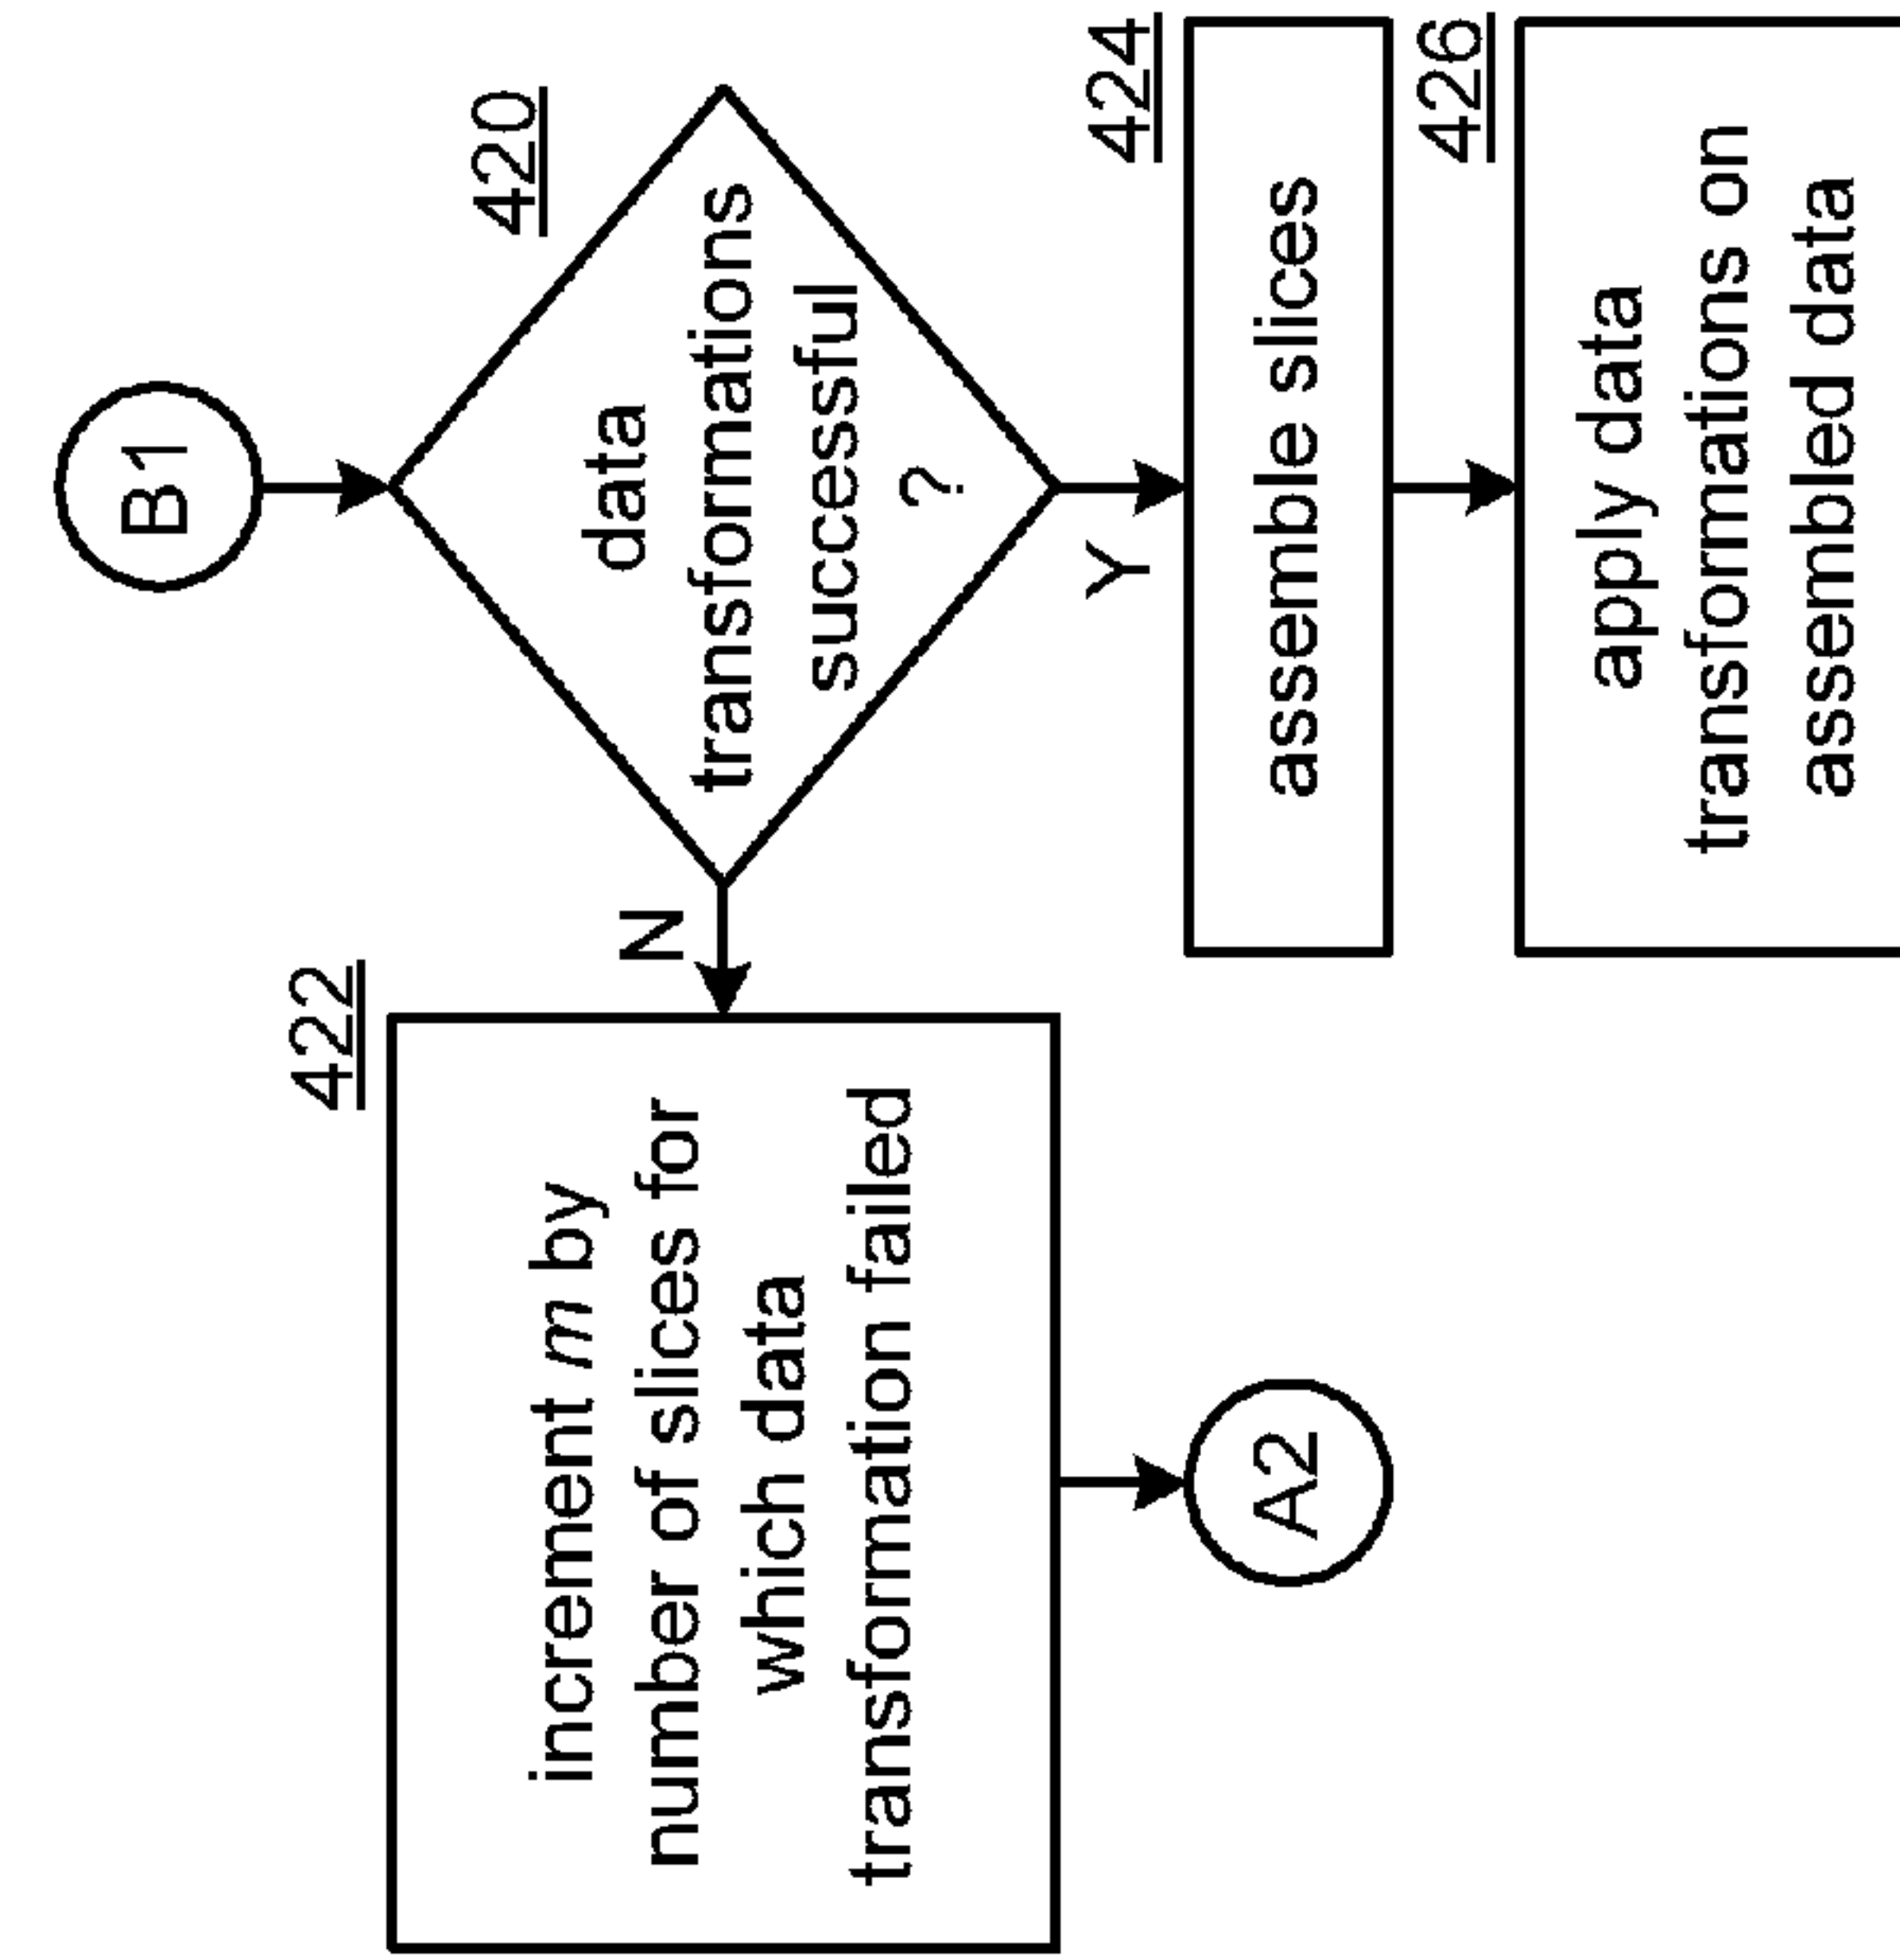 B1
420
data
transformations
successful
?
N
Y
422
increment m by
number of slices for
which data
transformation failed
A2
424
assemble slices
426
apply data
transformations on
assembled data